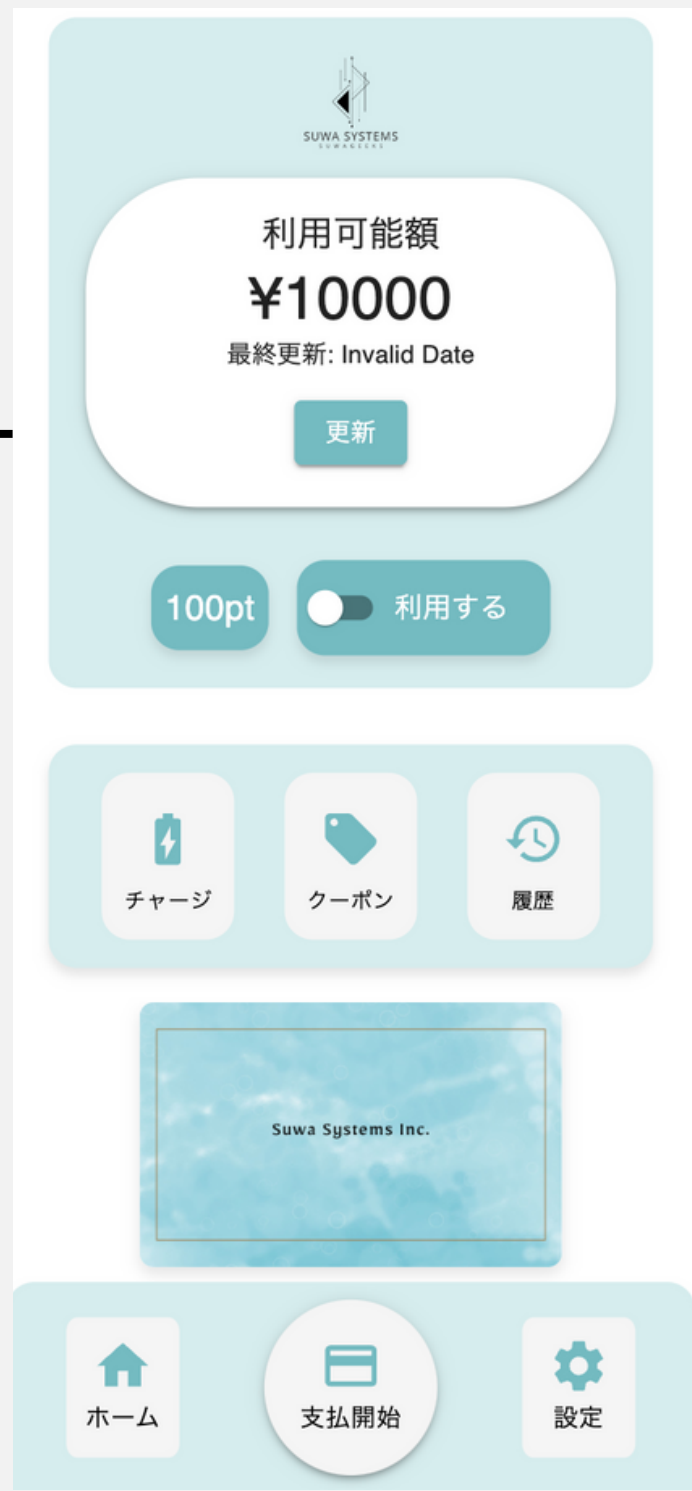 SUWA SYSTEMS
SUWAGEEKS
利用可能額
¥10000
最終更新: Invalid Date
更新
100pt
利用する
チャージ
クーポン
履歴
Suwa Systems Inc.
ホーム
支払開始
設定